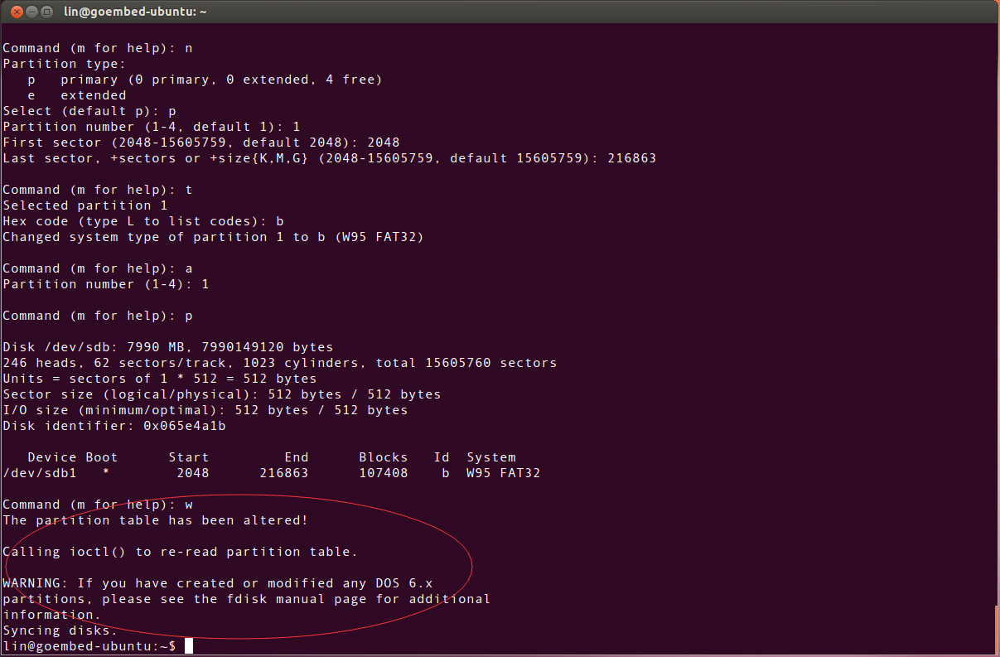 lin@goembed-ubuntu: ~
Command (m for help): n
Partition type:
   p   primary (0 primary, 0 extended, 4 free)
   e   extended
Select (default p): p
Partition number (1-4, default 1): 1
First sector (2048-15605759, default 2048): 2048
Last sector, +sectors or +size{K,M,G} (2048-15605759, default 15605759): 216863
Command (m for help): t
Selected partition 1
Hex code (type L to list codes): b
Changed system type of partition 1 to b (W95 FAT32)
Command (m for help): a
Partition number (1-4): 1
Command (m for help): p
Disk /dev/sdb: 7990 MB, 7990149120 bytes
246 heads, 62 sectors/track, 1023 cylinders, total 15605760 sectors
Units = sectors of 1 * 512 = 512 bytes
Sector size (logical/physical): 512 bytes / 512 bytes
I/O size (minimum/optimal): 512 bytes / 512 bytes
Disk identifier: 0x065e4a1b
   Device Boot      Start         End      Blocks   Id  System
/dev/sdb1   *        2048      216863      107408    b  W95 FAT32
Command (m for help): w
The partition table has been altered!
Calling ioctl() to re-read partition table.
WARNING: If you have created or modified any DOS 6.x
partitions, please see the fdisk manual page for additional
information.
Syncing disks.
lin@goembed-ubuntu:~$